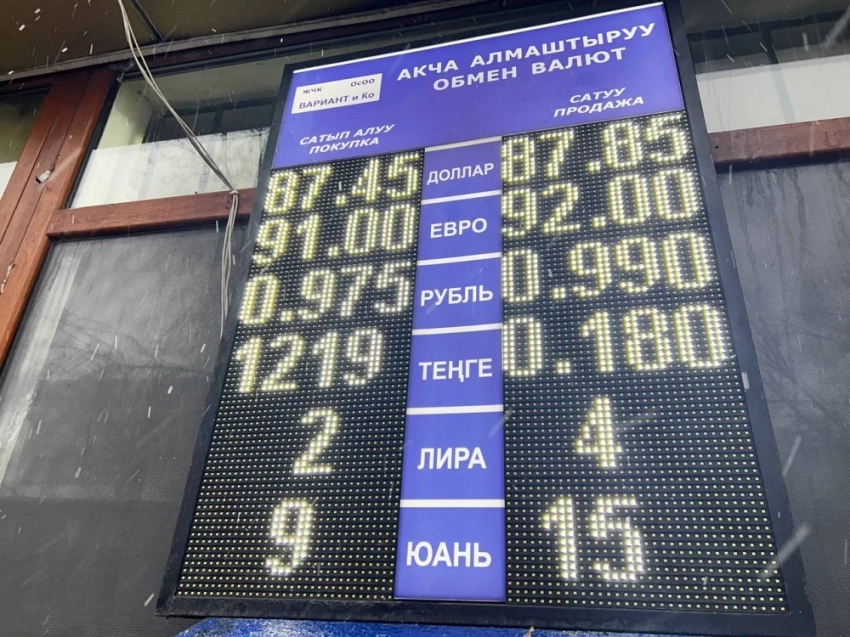 АКЧА АЛМАШТЫРУУ
ОБМЕН ВАЛЮТ
ЖЧК ОсОО
ВАРИАНТ и Ко
САТЫП АЛУУ
ПОКУПКА
САТУУ
ПРОДАЖА
87.45 ДОЛЛАР 87.85
91.00 ЕВРО 92.00
0.975 РУБЛЬ 0.990
1219 ТЕҢГЕ 0.180
2 ЛИРА 4
9 ЮАНЬ 15